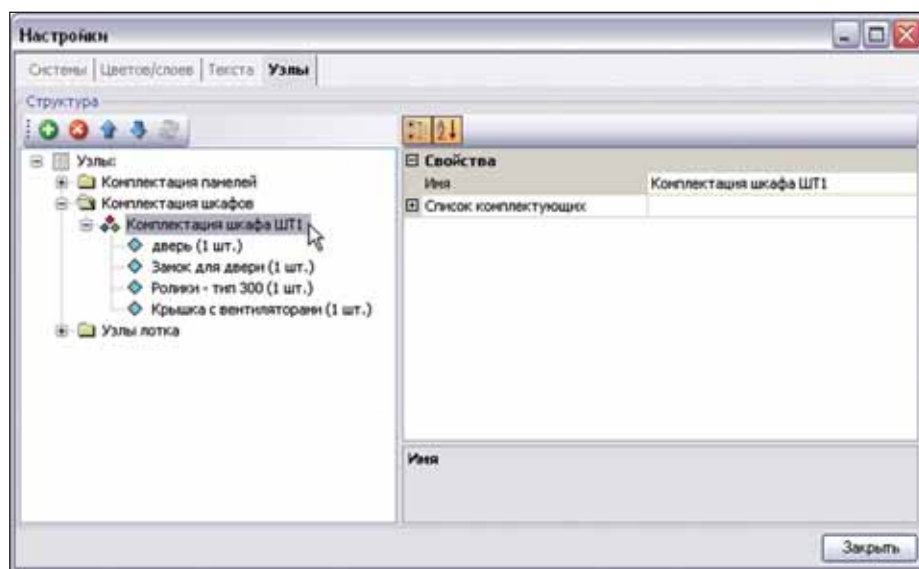 Настройки
Системы Цветов/слоев Текста Узлы
Структура
Узлы:
Комплектация панелей
Комплектация шкафов
Комплектация шкафа ШТ1
дверь (1 шт.)
Замок для двери (1 шт.)
Ролики - тип 300 (1 шт.)
Крышка с вентиляторами (1 шт.)
Узлы лотка
Свойства
Имя Комплектация шкафа ШТ1
Список комплектующих
Имя
Закрыть